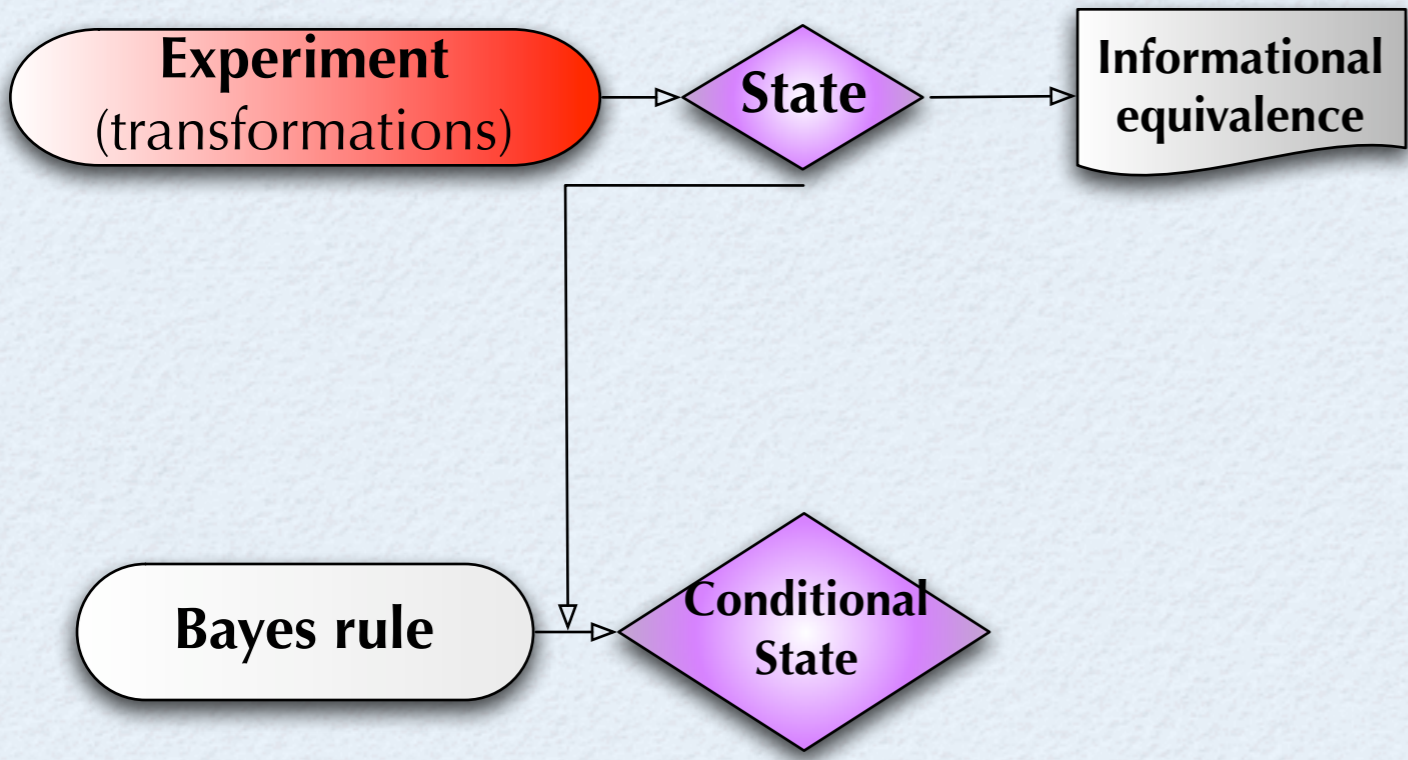 Experiment
(transformations)
State
Informational
equivalence
Bayes rule
Conditional
State